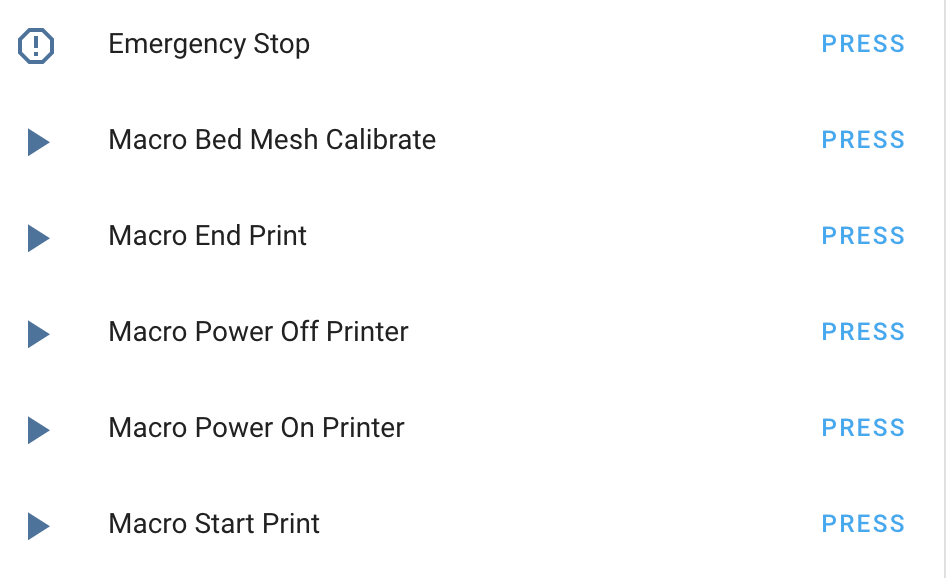 Emergency Stop PRESS
Macro Bed Mesh Calibrate PRESS
Macro End Print PRESS
Macro Power Off Printer PRESS
Macro Power On Printer PRESS
Macro Start Print PRESS